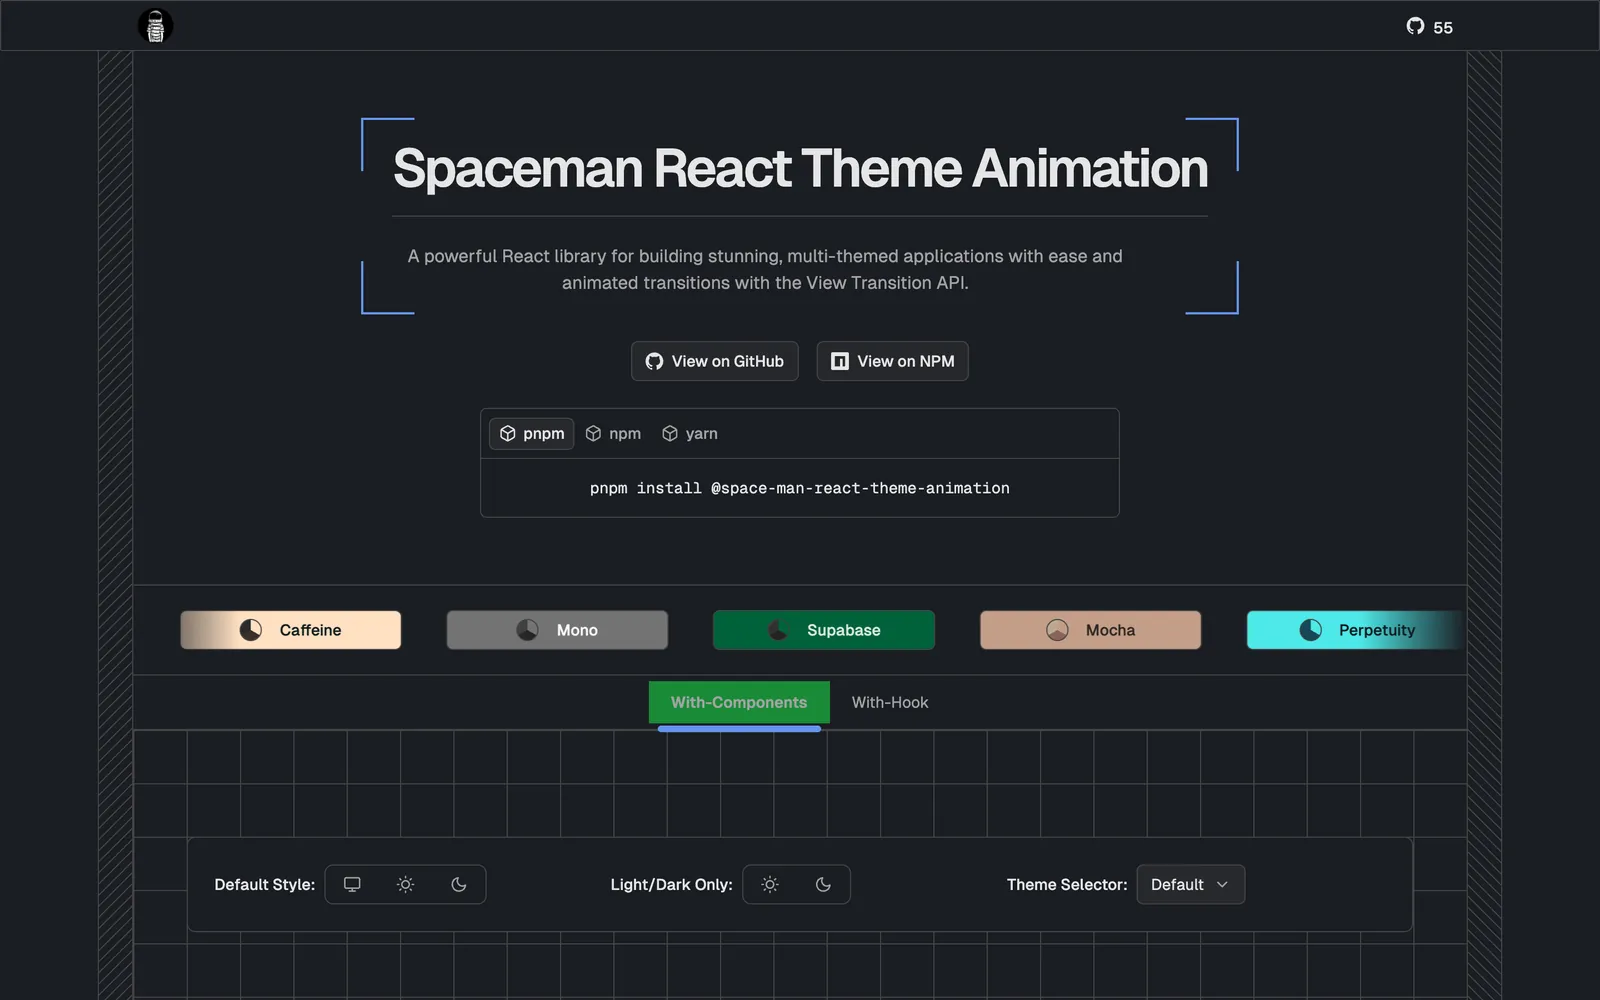 55
Spaceman React Theme Animation
A powerful React library for building stunning, multi-themed applications with ease and
animated transitions with the View Transition API.
View on GitHub
View on NPM
pnpm
npm
yarn
pnpm install @space-man-react-theme-animation
Caffeine
Mono
Supabase
Mocha
Perpetuity
With-Components
With-Hook
Default Style:
Light/Dark Only:
Theme Selector:
Default